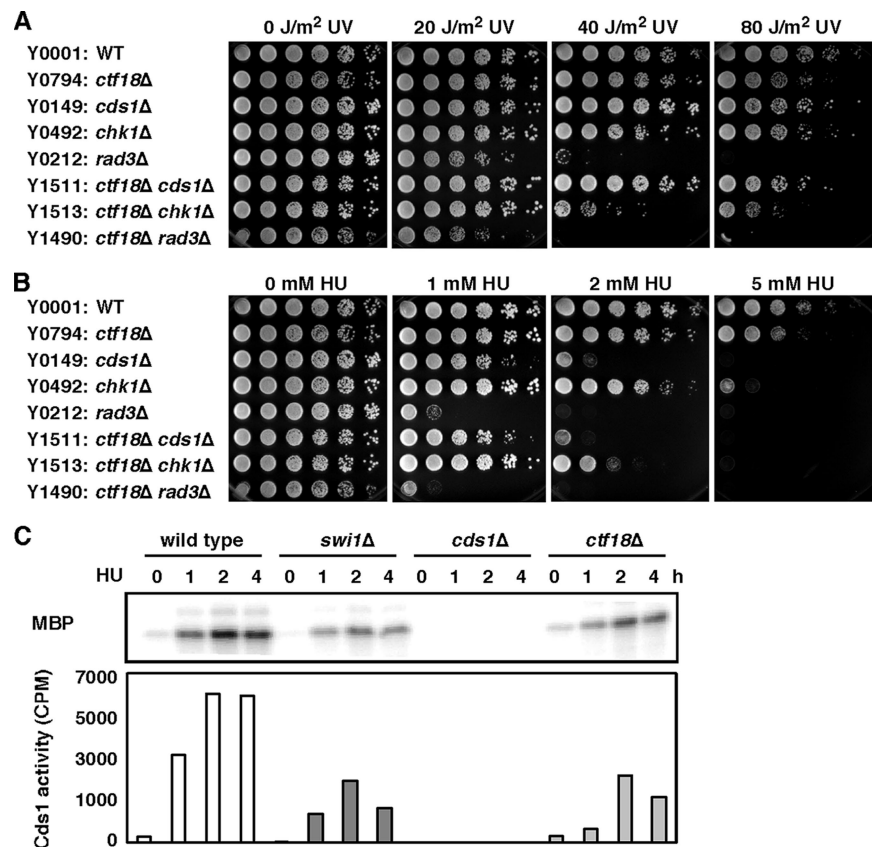 A
0 J/m² UV 20 J/m² UV 40 J/m² UV 80 J/m² UV
Y0001: WT
Y0794: ctf18Δ
Y0149: cds1Δ
Y0492: chk1Δ
Y0212: rad3Δ
Y1511: ctf18Δ cds1Δ
Y1513: ctf18Δ chk1Δ
Y1490: ctf18Δ rad3Δ
B
0 mM HU 1 mM HU 2 mM HU 5 mM HU
Y0001: WT
Y0794: ctf18Δ
Y0149: cds1Δ
Y0492: chk1Δ
Y0212: rad3Δ
Y1511: ctf18Δ cds1Δ
Y1513: ctf18Δ chk1Δ
Y1490: ctf18Δ rad3Δ
C
wild type swi1Δ cds1Δ ctf18Δ
HU 0 1 2 4 0 1 2 4 0 1 2 4 0 1 2 4 h
MBP
Cds1 activity (CPM)
7000
5000
3000
1000
0